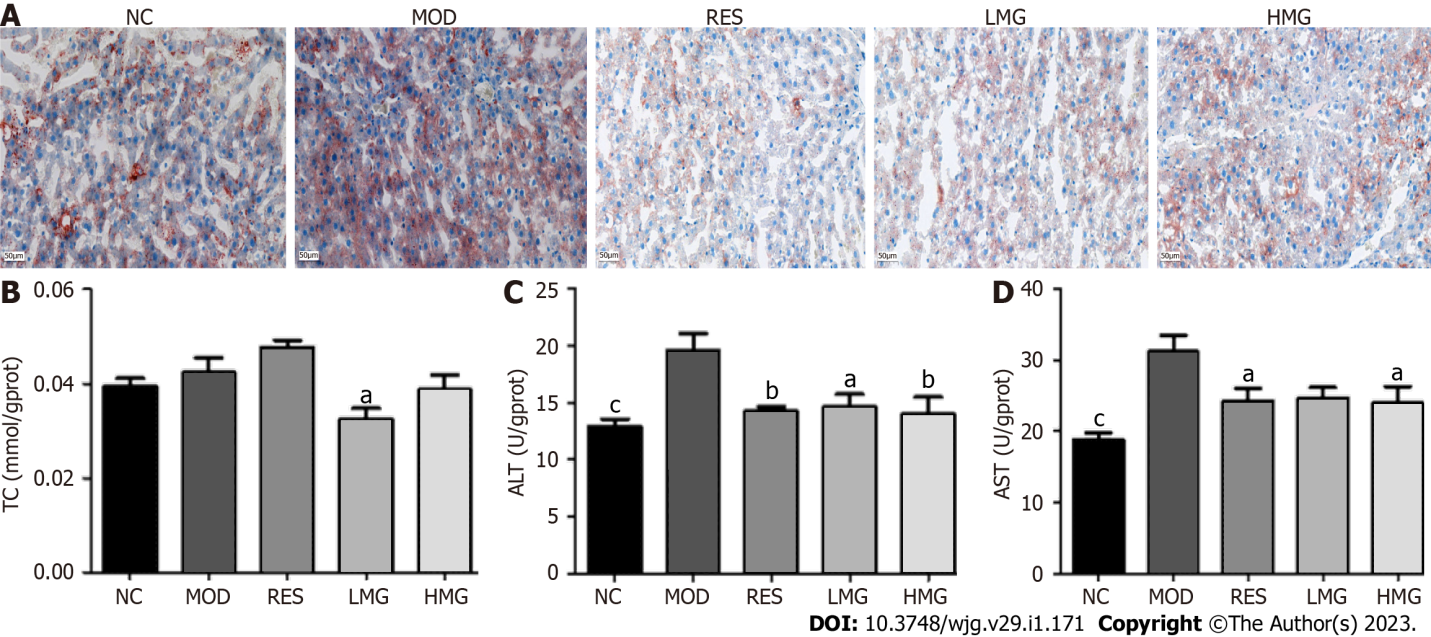 A
NC MOD RES LMG HMG
50μm 50μm 50μm 50μm 50μm
B
TC (mmol/gprot)
0.06
0.04
0.02
0.00
a
NC MOD RES LMG HMG
C
ALT (U/gprot)
25
20
15
10
5
0
c b a b
NC MOD RES LMG HMG
D
AST (U/gprot)
40
30
20
10
0
c a a
NC MOD RES LMG HMG
DOI: 10.3748/wjg.v29.i1.171 Copyright ©The Author(s) 2023.